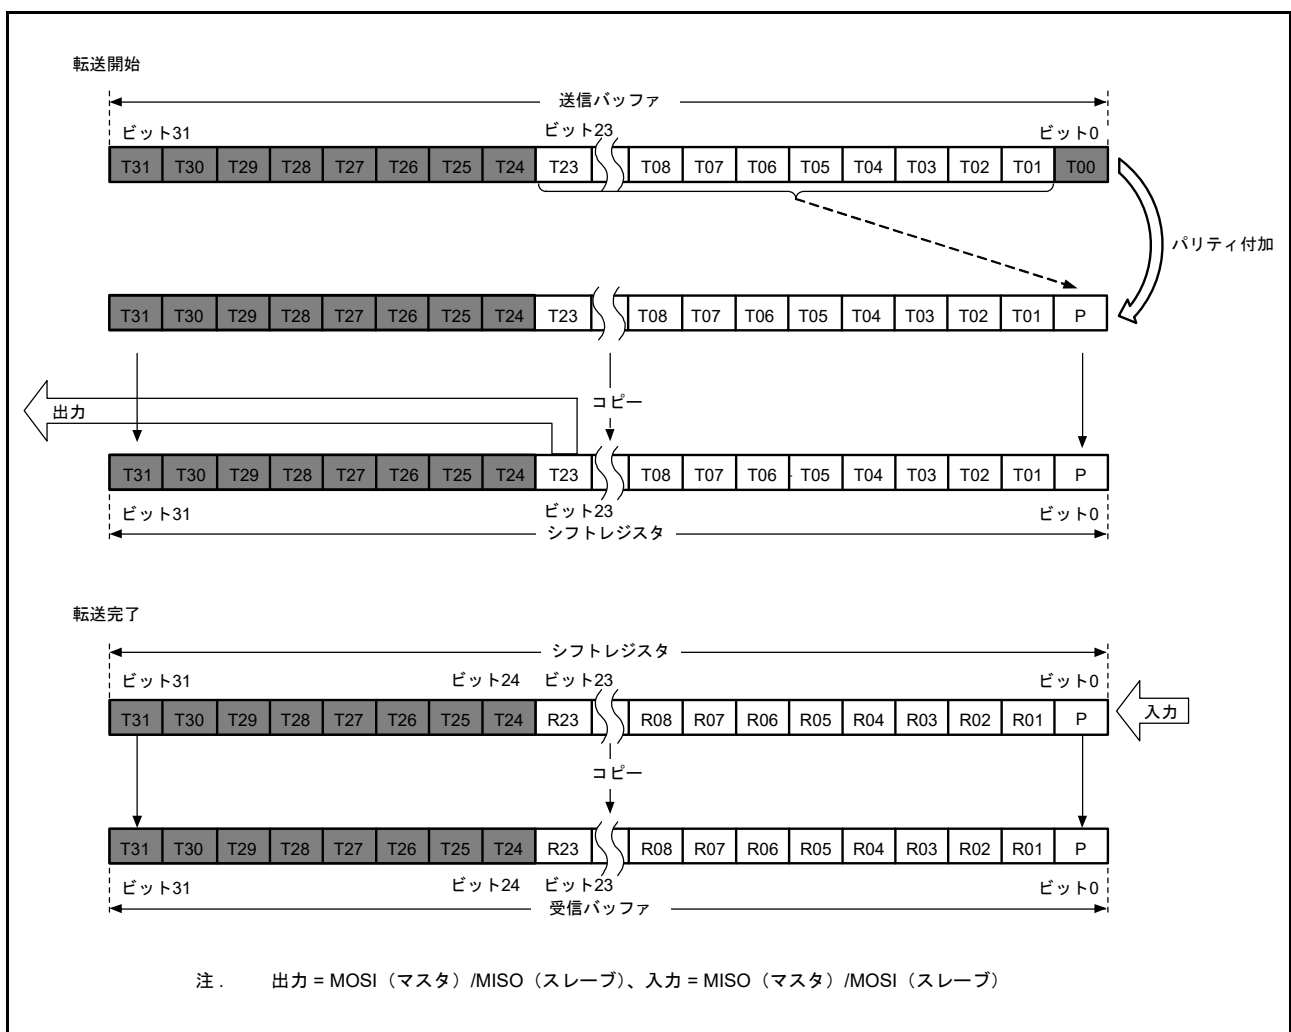 転送開始
送信バッファ
ビット31 ビット23 ビット0
T31 T30 T29 T28 T27 T26 T25 T24 T23 T08 T07 T06 T05 T04 T03 T02 T01 T00
パリティ付加
T31 T30 T29 T28 T27 T26 T25 T24 T23 T08 T07 T06 T05 T04 T03 T02 T01 P
コピー
出力
T31 T30 T29 T28 T27 T26 T25 T24 T23 T08 T07 T06 T05 T04 T03 T02 T01 P
ビット31 ビット23 ビット0
シフトレジスタ
転送完了
シフトレジスタ
ビット31 ビット24 ビット23 ビット0
T31 T30 T29 T28 T27 T26 T25 T24 R23 R08 R07 R06 R05 R04 R03 R02 R01 P
入力
コピー
T31 T30 T29 T28 T27 T26 T25 T24 R23 R08 R07 R06 R05 R04 R03 R02 R01 P
ビット31 ビット24 ビット23 ビット0
受信バッファ
注 . 出力 = MOSI（マスタ）/MISO（スレーブ）、入力 = MISO（マスタ）/MOSI（スレーブ）